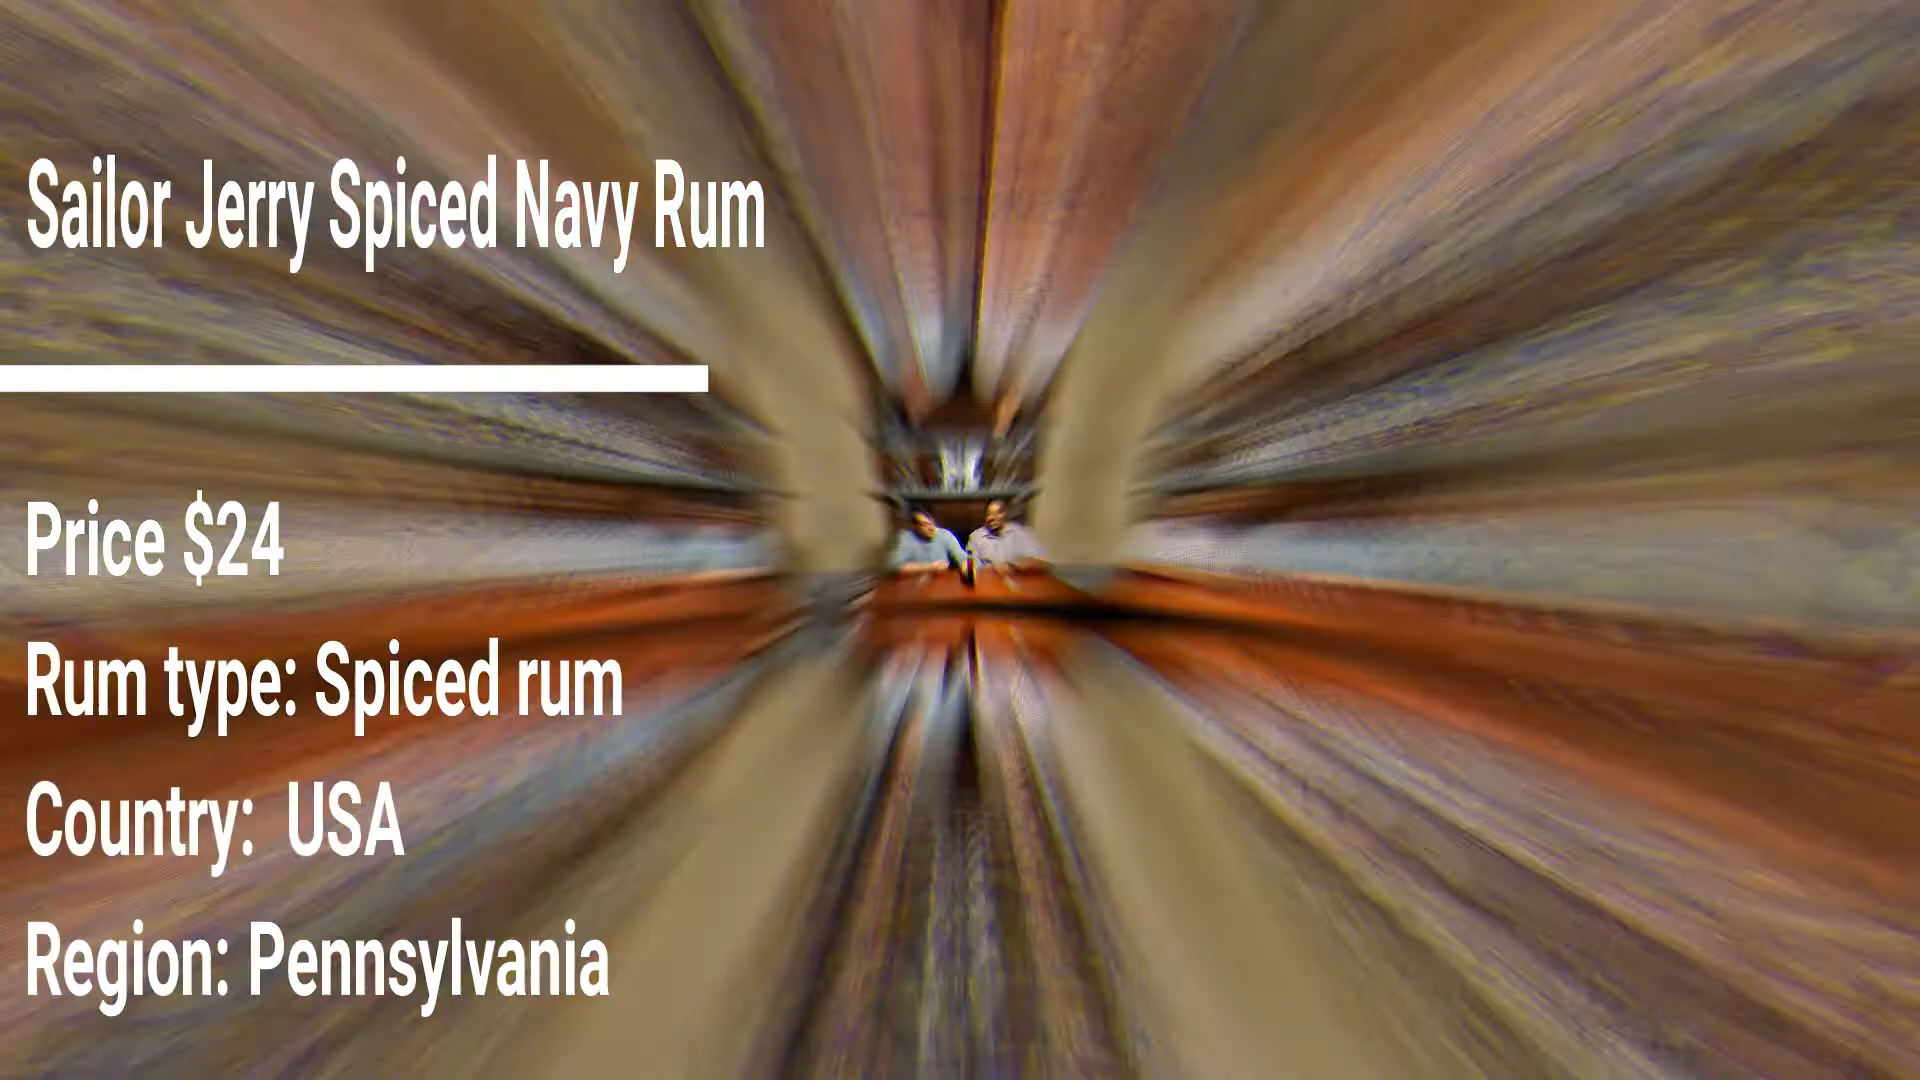 Sailor Jerry Spiced Navy Rum
Price $24
Rum type: Spiced rum
Country:  USA
Region: Pennsylvania